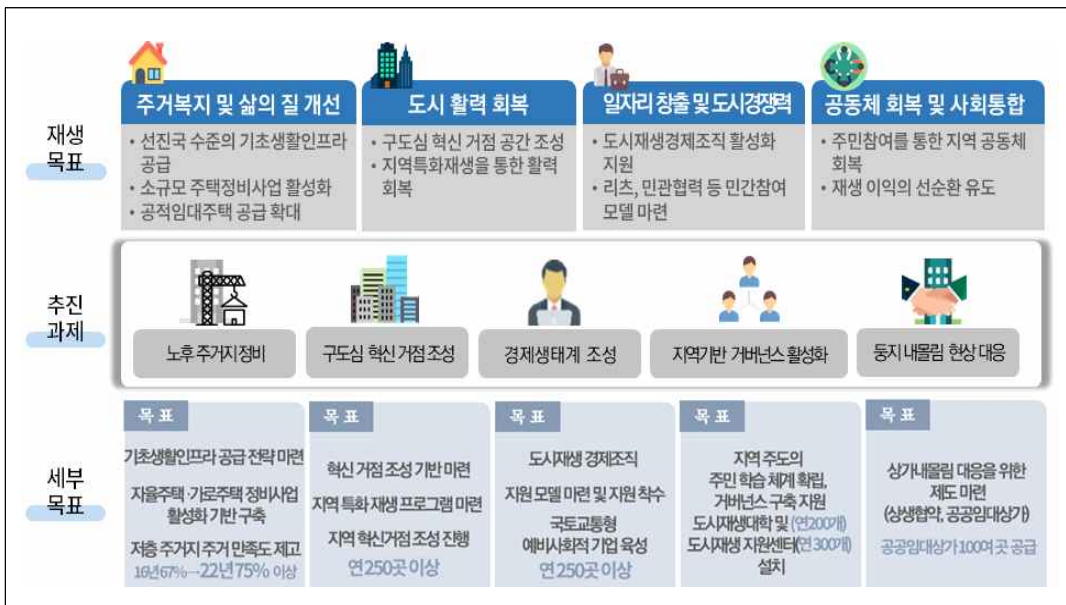 재생
목표
주거복지 및 삶의 질 개선
• 선진국 수준의 기초생활인프라
공급
• 소규모 주택정비사업 활성화
• 공적임대주택 공급 확대
도시 활력 회복
• 구도심 혁신 거점 공간 조성
• 지역특화재생을 통한 활력
회복
일자리 창출 및 도시경쟁력
• 도시재생경제조직 활성화
지원
• 리츠, 민관협력 등 민간참여
모델 마련
공동체 회복 및 사회통합
• 주민참여를 통한 지역 공동체
회복
• 재생 이익의 선순환 유도
추진
과제
노후 주거지 정비
구도심 혁신 거점 조성
경제생태계 조성
지역기반 거버넌스 활성화
둥지 내몰림 현상 대응
세부
목표
목 표
기초생활인프라 공급 전략 마련
자율주택·가로주택 정비사업
활성화 기반 구축
저층 주거지 주거 만족도 제고
16년 67%→22년 75% 이상
목 표
혁신 거점 조성 기반 마련
지역 특화 재생 프로그램 마련
지역 혁신거점 조성 진행
연 250곳 이상
목 표
도시재생 경제조직
지원 모델 마련 및 지원 착수
국토교통형
예비사회적 기업 육성
연 250곳 이상
목 표
지역 주도의
주민 학습 체계 확립,
거버넌스 구축 지원
도시재생대학 및 (연200개)
도시재생 지원센터(연 300개)
설치
목 표
상가내몰림 대응을 위한
제도 마련
(상생협약, 공공임대상가)
공공임대상가 100여 곳 공급